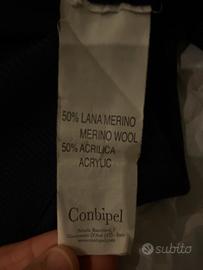 50% LANA MERINO
MERINO WOOL
50% ACRILICA
ACRYLIC
Conbipel
subito